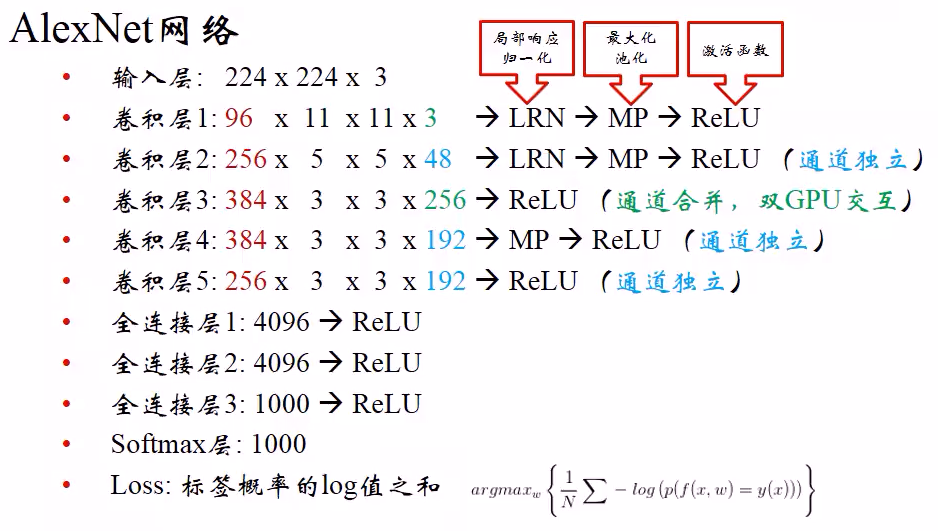 AlexNet网络
局部响应
归一化
最大化
池化
激活函数
• 输入层: 224 x 224 x 3
• 卷积层1: 96 x 11 x 11 x 3 → LRN → MP → ReLU
• 卷积层2: 256 x 5 x 5 x 48 → LRN → MP → ReLU (通道独立)
• 卷积层3: 384 x 3 x 3 x 256 → ReLU (通道合并, 双GPU交互)
• 卷积层4: 384 x 3 x 3 x 192 → MP → ReLU (通道独立)
• 卷积层5: 256 x 3 x 3 x 192 → ReLU (通道独立)
• 全连接层1: 4096 → ReLU
• 全连接层2: 4096 → ReLU
• 全连接层3: 1000 → ReLU
• Softmax层: 1000
• Loss: 标签概率的log值之和 argmax_w { 1/N ∑ − log (p(f(x, w) = y(x))) }